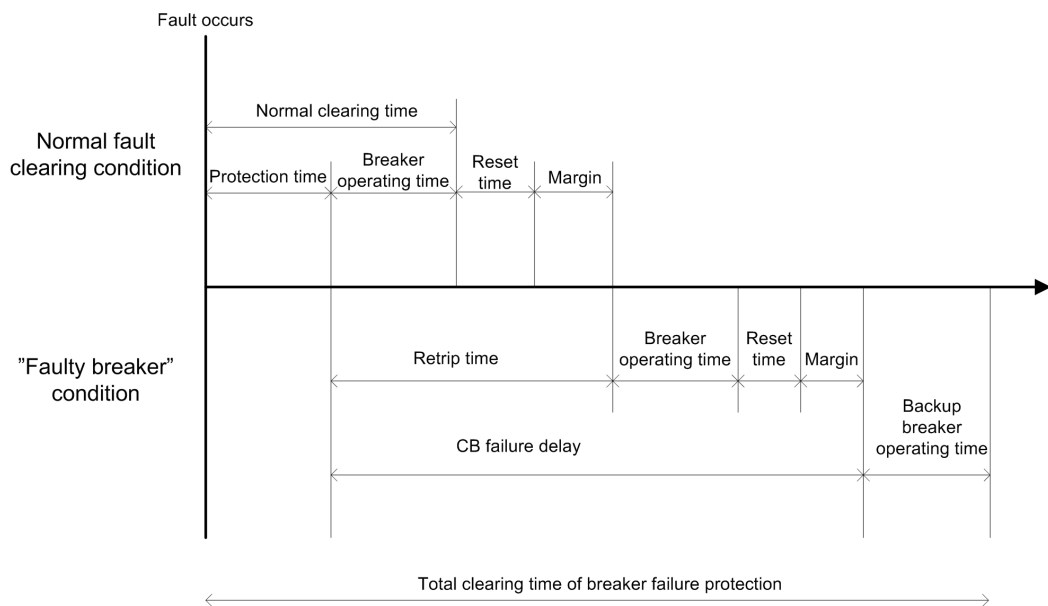 Fault occurs
Normal clearing time
Normal fault
clearing condition
Protection time
Breaker
operating time
Reset
time
Margin
”Faulty breaker”
condition
Retrip time
Breaker
operating time
Reset
time
Margin
Backup
breaker
operating time
CB failure delay
Total clearing time of breaker failure protection